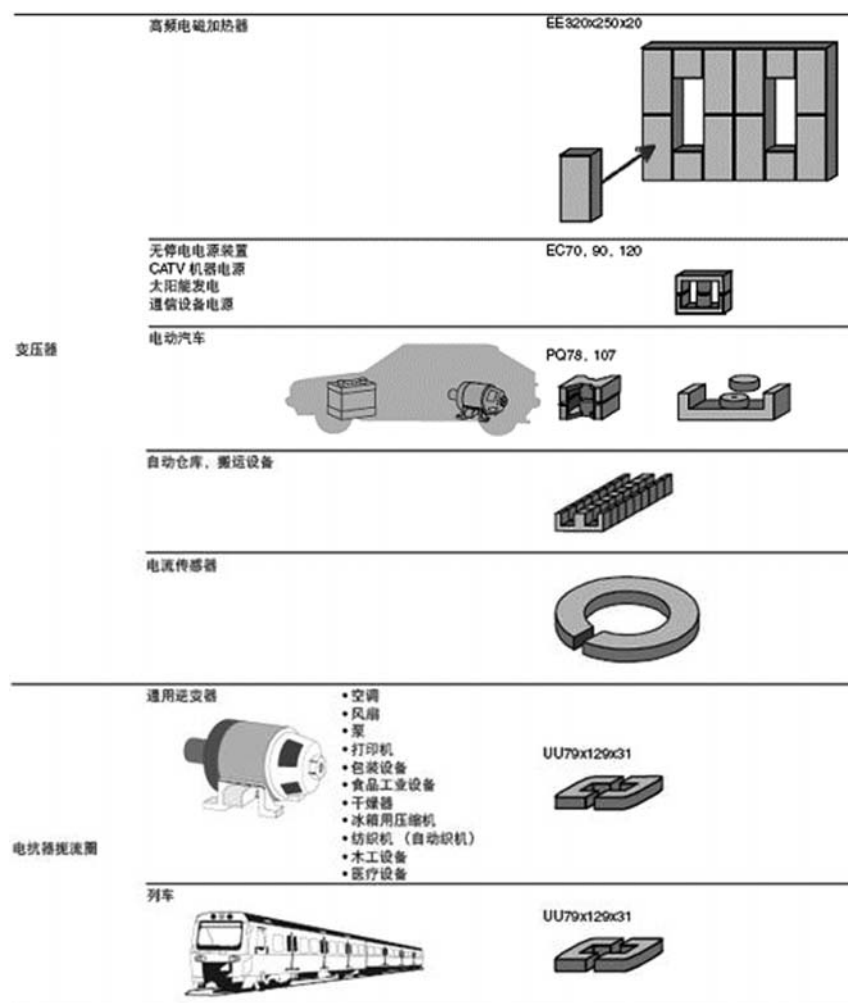 高频电磁加热器
EE320x250x20
无停电电源装置
CATV 机器电源
太阳能发电
通信设备电源
EC70, 90, 120
变压器
电动汽车
PQ78, 107
自动仓库、搬运设备
电流传感器
通用逆变器
• 空调
• 风扇
• 泵
• 打印机
• 包装设备
• 食品工业设备
• 干燥器
• 冰箱用压缩机
• 纺织机 （自动织机）
• 木工设备
• 医疗设备
UU79x129x31
电抗器扼流圈
列车
UU79x129x31